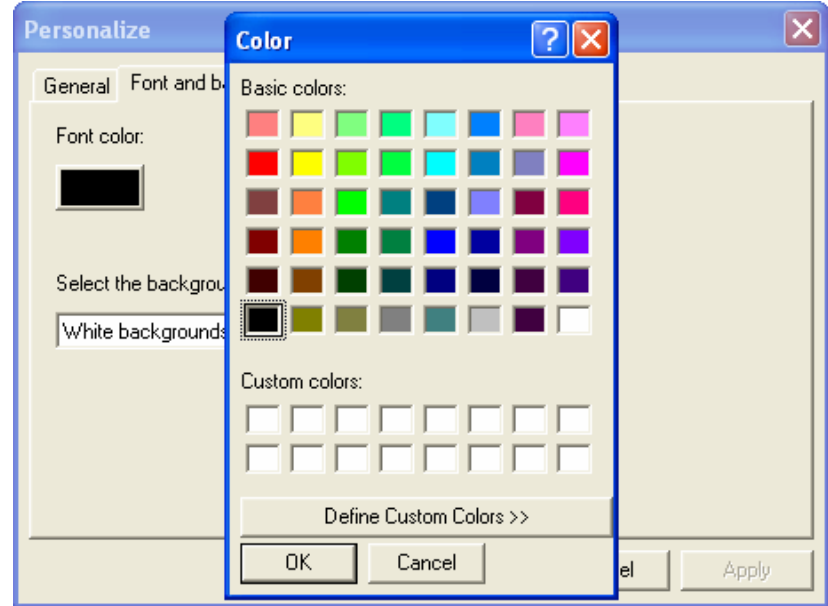 Personalize
General
Font and b
Font color:
Select the backgrou
White backgrounds
el
Apply
Color
?
Basic colors:
Custom colors:
Define Custom Colors >>
OK
Cancel